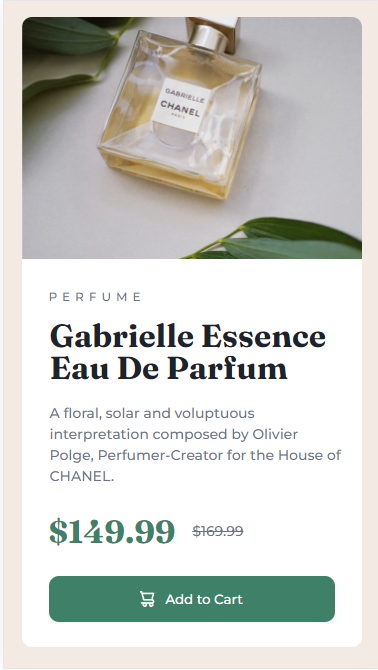 GABRIELLE
CHANEL
PARIS
PERFUME
Gabrielle Essence
Eau De Parfum
A floral, solar and voluptuous
interpretation composed by Olivier
Polge, Perfumer-Creator for the House of
CHANEL.
$149.99 $169.99
Add to Cart